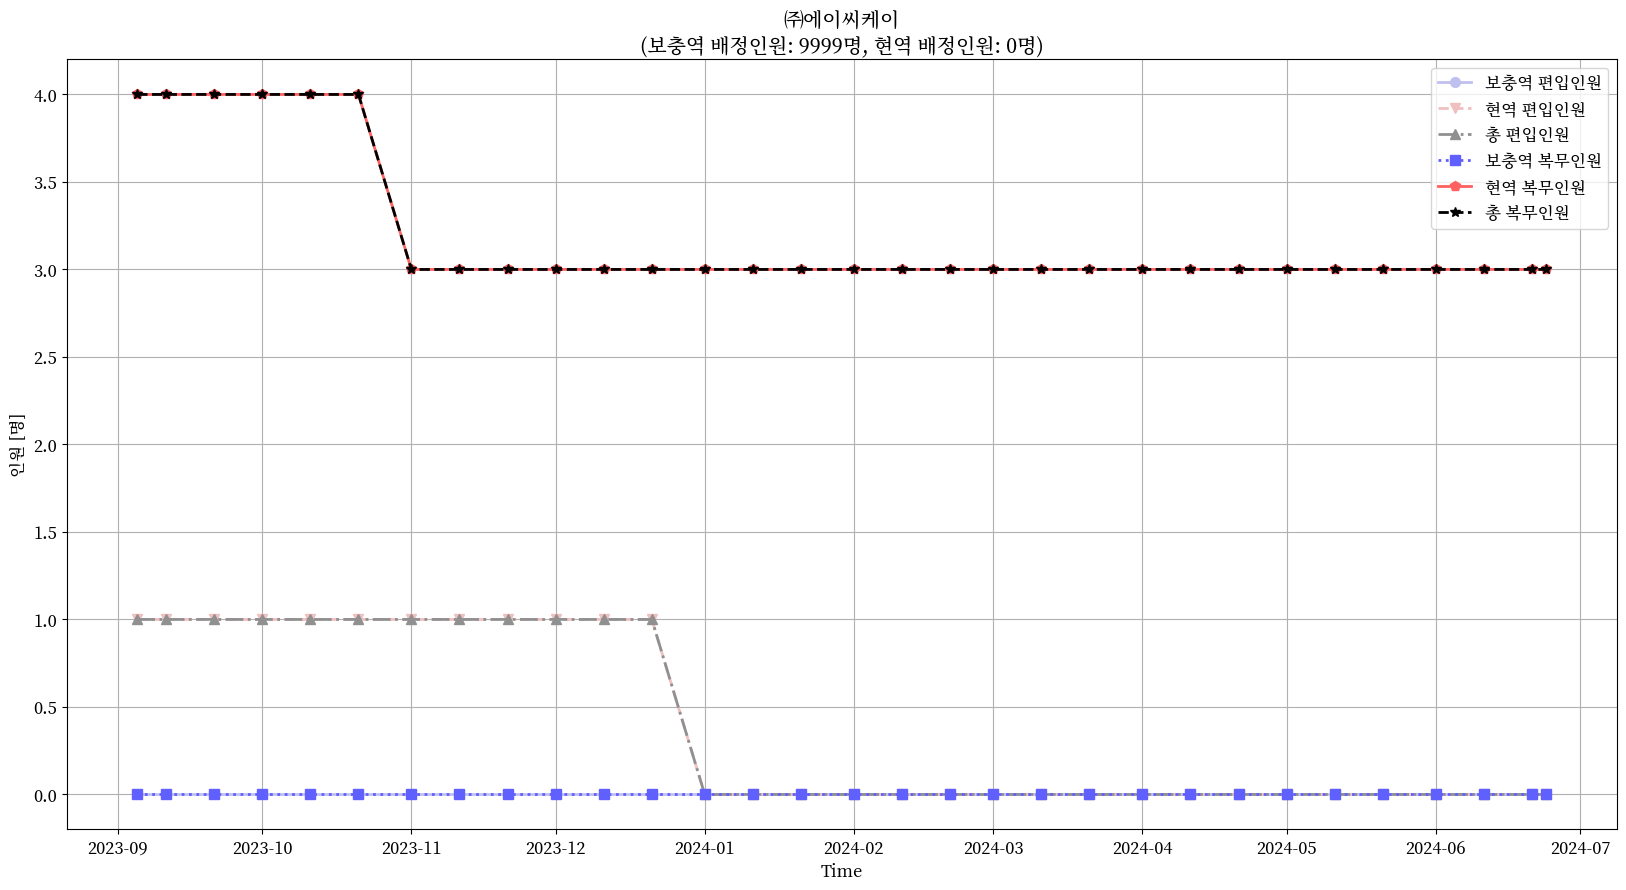 ㈜에이씨케이
(보충역 배정인원: 9999명, 현역 배정인원: 0명)
보충역 편입인원
현역 편입인원
총 편입인원
보충역 복무인원
현역 복무인원
총 복무인원
인원 [명]
4.0
3.5
3.0
2.5
2.0
1.5
1.0
0.5
0.0
2023-09 2023-10 2023-11 2023-12 2024-01 2024-02 2024-03 2024-04 2024-05 2024-06 2024-07
Time